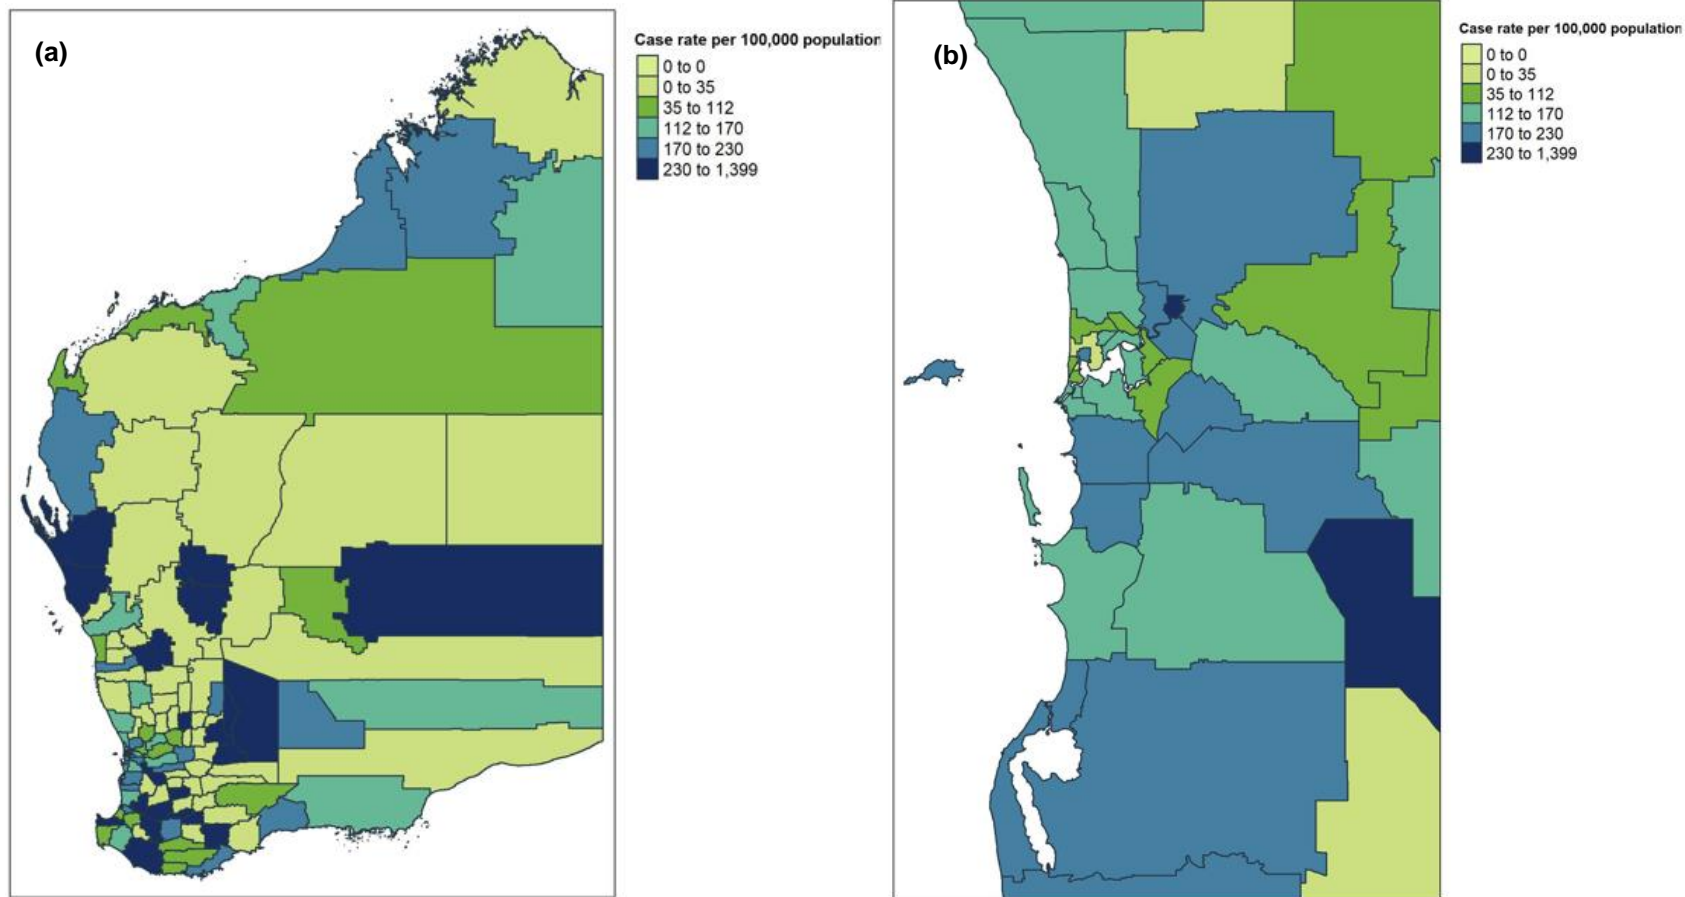 (a)
Case rate per 100,000 population
0 to 0
0 to 35
35 to 112
112 to 170
170 to 230
230 to 1,399
(b)
Case rate per 100,000 population
0 to 0
0 to 35
35 to 112
112 to 170
170 to 230
230 to 1,399